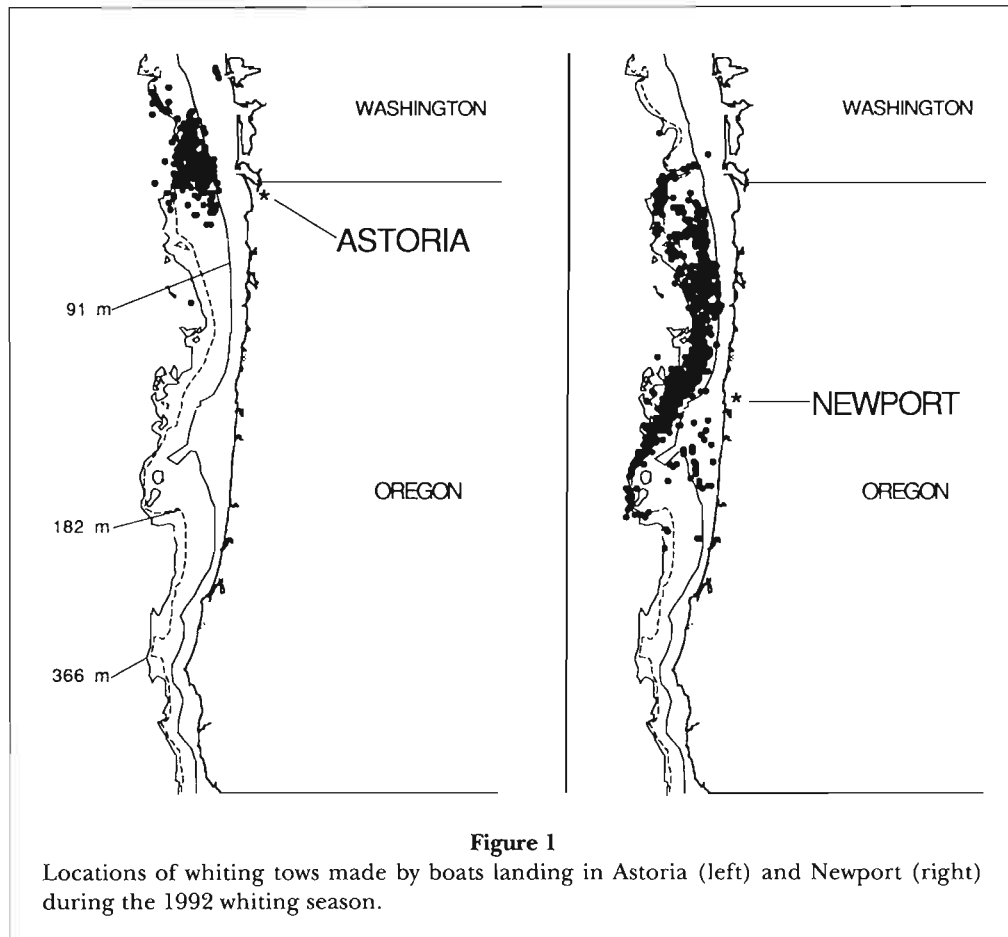 WASHINGTON
* ASTORIA
91 m
OREGON
182 m
366 m
WASHINGTON
* NEWPORT
OREGON
Figure 1
Locations of whiting tows made by boats landing in Astoria (left) and Newport (right)
during the 1992 whiting season.